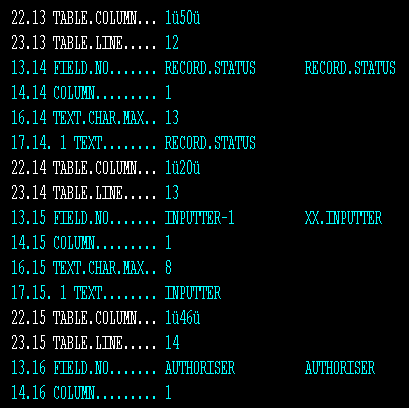 22.13 TABLE.COLUMN... 1ü50ü
23.13 TABLE.LINE..... 12
13.14 FIELD.NO....... RECORD.STATUS RECORD.STATUS
14.14 COLUMN......... 1
16.14 TEXT.CHAR.MAX.. 13
17.14. 1 TEXT........ RECORD.STATUS
22.14 TABLE.COLUMN... 1ü20ü
23.14 TABLE.LINE..... 13
13.15 FIELD.NO....... INPUTTER-1 XX.INPUTTER
14.15 COLUMN......... 1
16.15 TEXT.CHAR.MAX.. 8
17.15. 1 TEXT........ INPUTTER
22.15 TABLE.COLUMN... 1ü46ü
23.15 TABLE.LINE..... 14
13.16 FIELD.NO....... AUTHORISER AUTHORISER
14.16 COLUMN......... 1